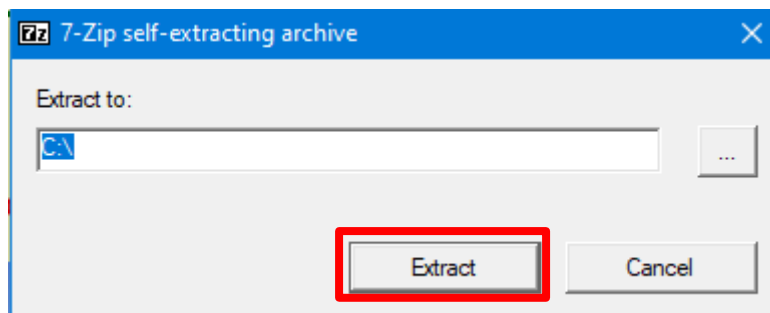 7z 7-Zip self-extracting archive
Extract to:
C:\
...
Extract Cancel